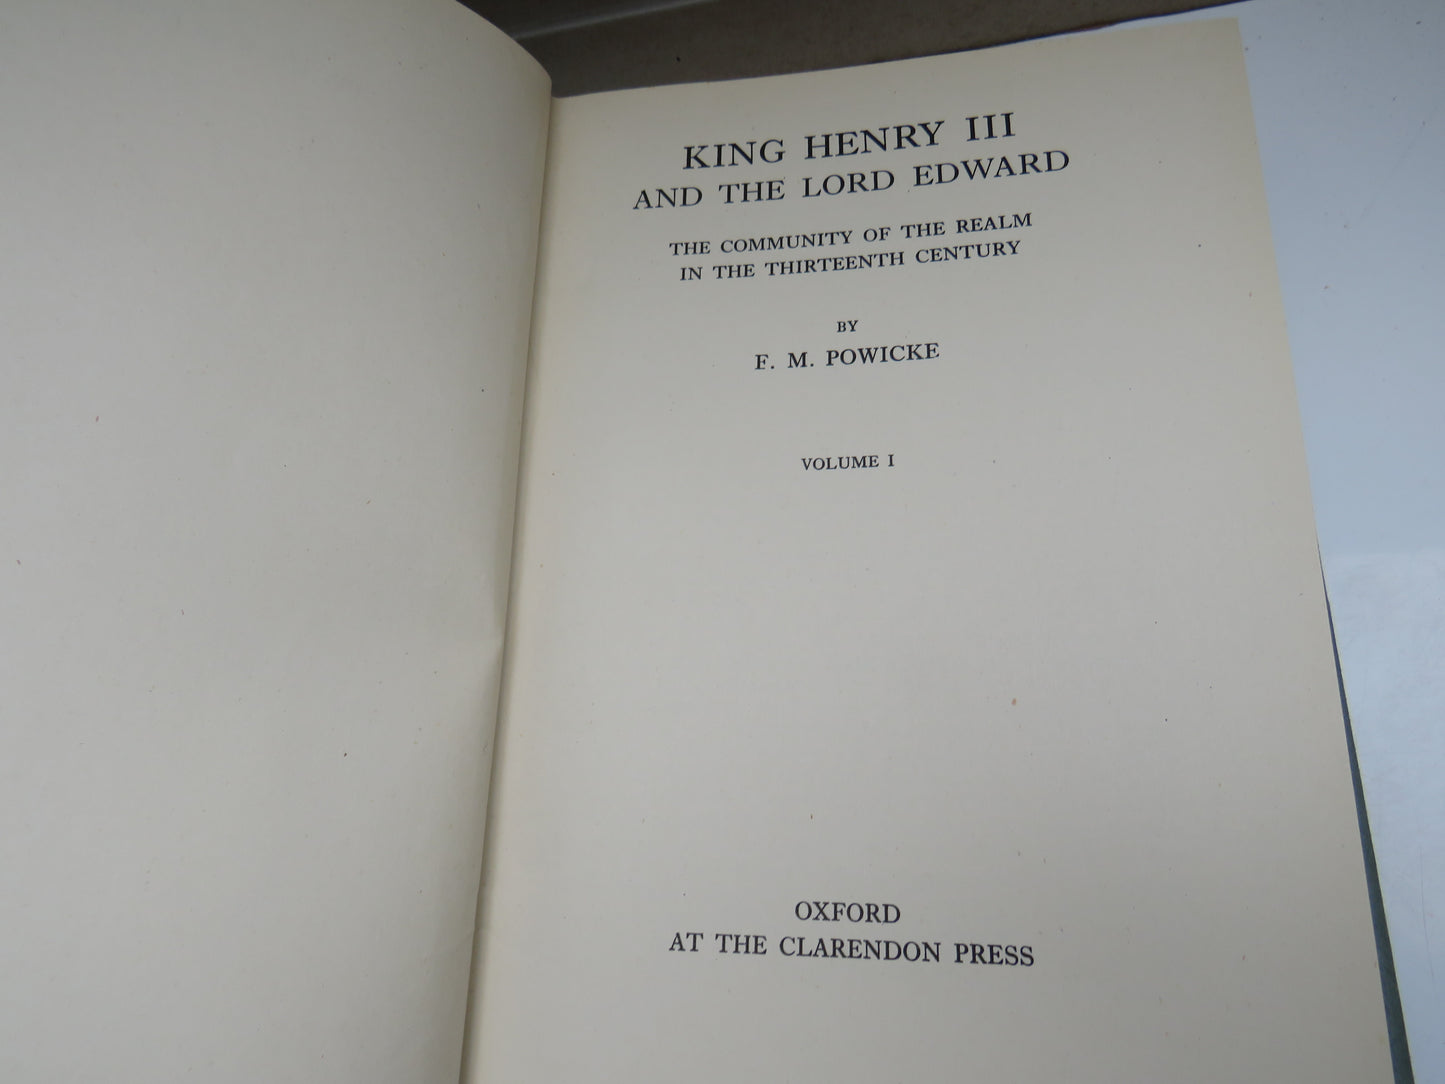 KING HENRY III
AND THE LORD EDWARD
THE COMMUNITY OF THE REALM
IN THE THIRTEENTH CENTURY
BY
F. M. POWICKE
VOLUME I
OXFORD
AT THE CLARENDON PRESS